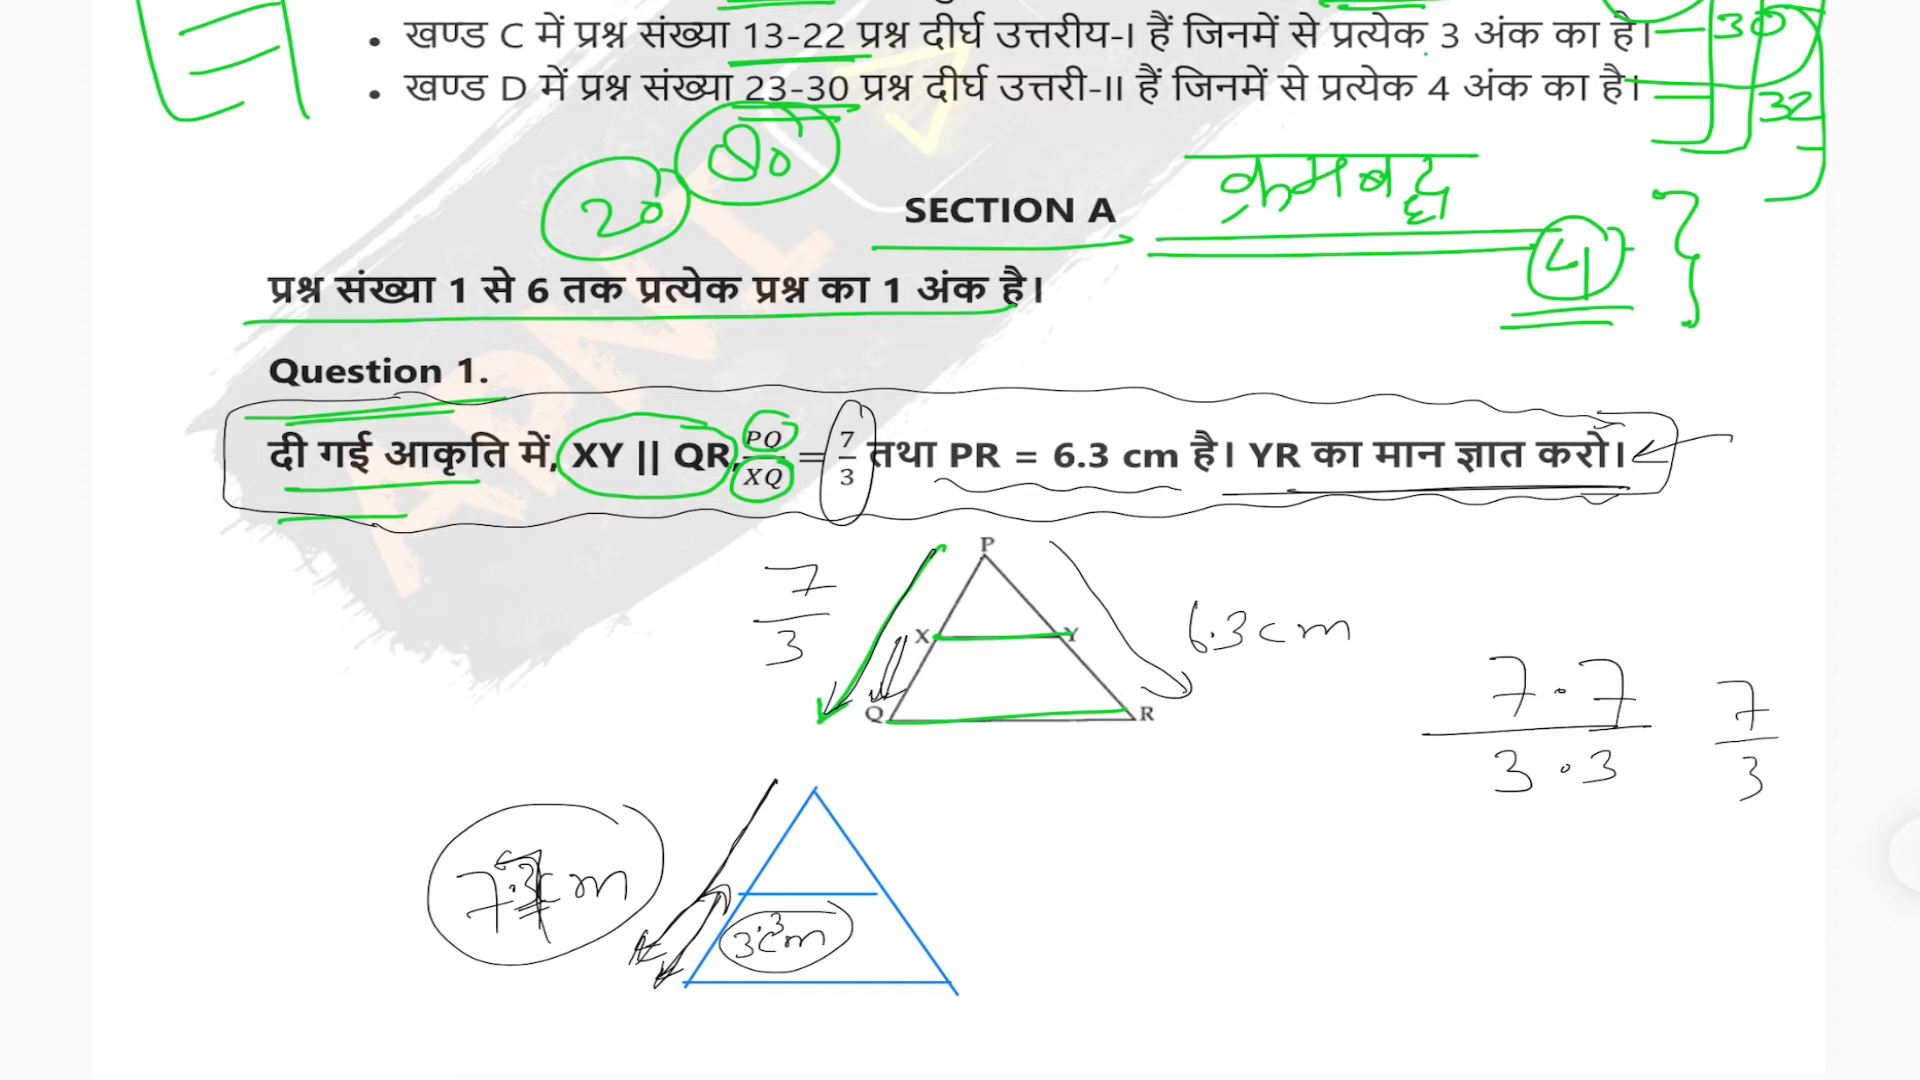 • खण्ड C में प्रश्न संख्या 13-22 प्रश्न दीर्घ उत्तरीय-I हैं जिनमें से प्रत्येक 3 अंक का है।
30
• खण्ड D में प्रश्न संख्या 23-30 प्रश्न दीर्घ उत्तरी-II हैं जिनमें से प्रत्येक 4 अंक का है।
32
80
20
क्रमबद्ध
SECTION A
4
प्रश्न संख्या 1 से 6 तक प्रत्येक प्रश्न का 1 अंक है।
Question 1.
दी गई आकृति में, XY || QR, PQ/XQ = 7/3 तथा PR = 6.3 cm है। YR का मान ज्ञात करो।
P
7/3
X Y
6.3 cm
Q R
7.7/3.3
7/3
3.3cm